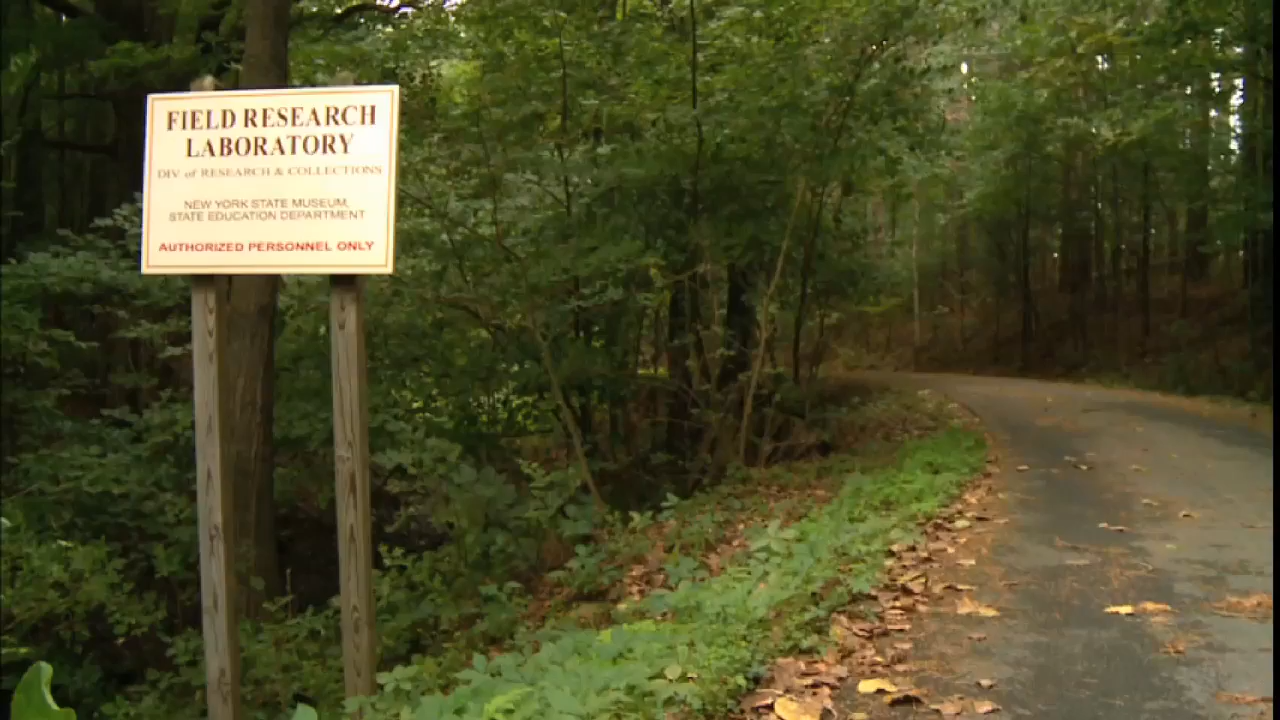 FIELD RESEARCH
LABORATORY
DIV of RESEARCH & COLLECTIONS
NEW YORK STATE MUSEUM,
STATE EDUCATION DEPARTMENT
AUTHORIZED PERSONNEL ONLY